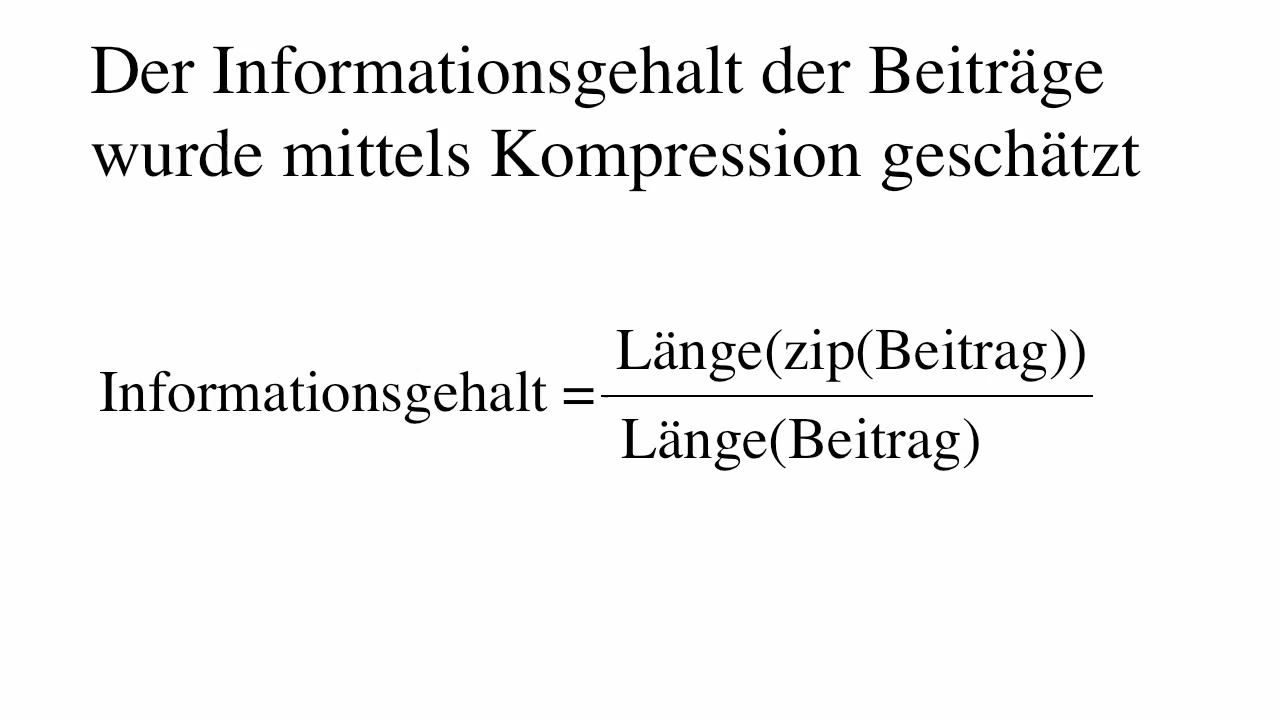 Der Informationsgehalt der Beiträge
wurde mittels Kompression geschätzt
Länge(zip(Beitrag))
Informationsgehalt =
Länge(Beitrag)